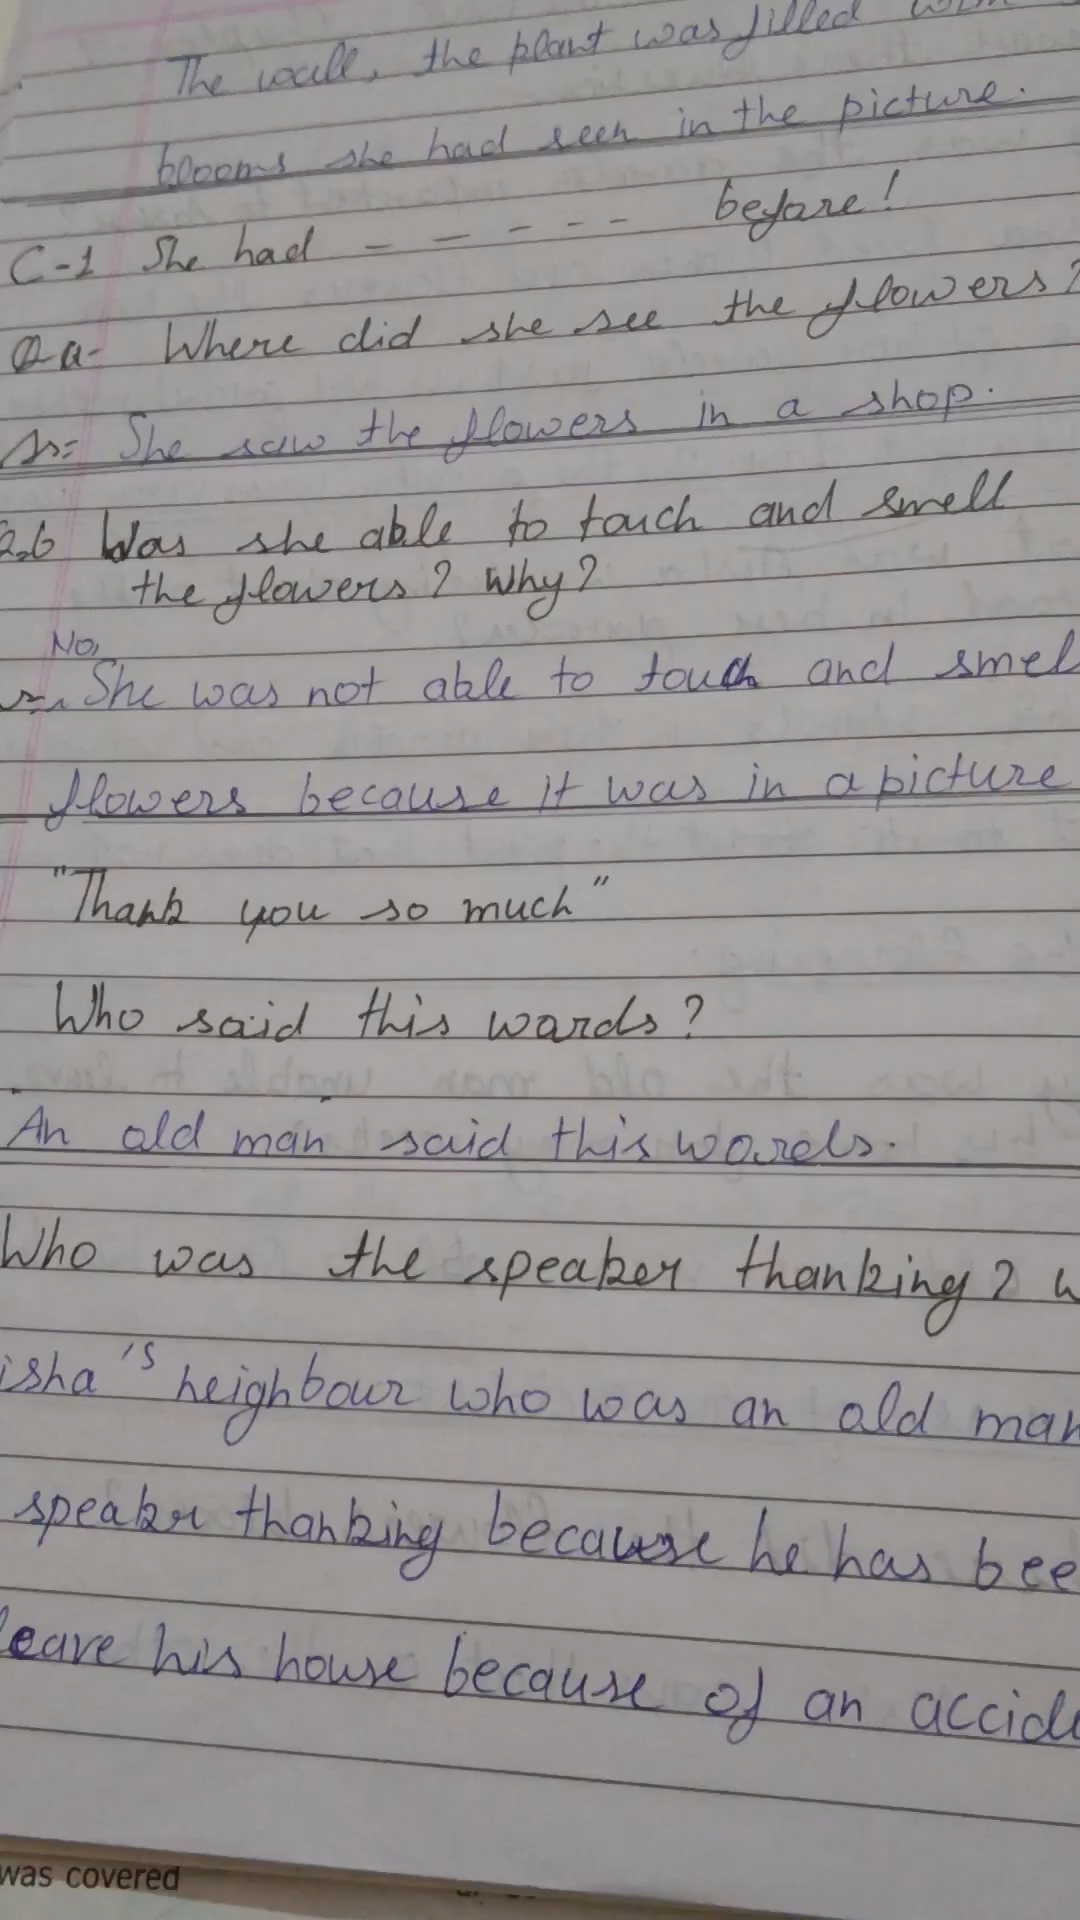 The wall, the plant was filled with
blooms she had seen in the picture.
C-1 She had - - - - - before!
Q-a- Where did she see the flowers?
She saw the flowers in a shop.
Q.b Was she able to touch and smell
the flowers? Why?
No,
She was not able to touch and smel
flowers because it was in a picture
"Thank you so much"
Who said this words?
An old man said this words.
Who was the speaker thanking? w
isha's neighbour who was an old man
speaker thanking because he has bee
leave his house because of an accide
was covered